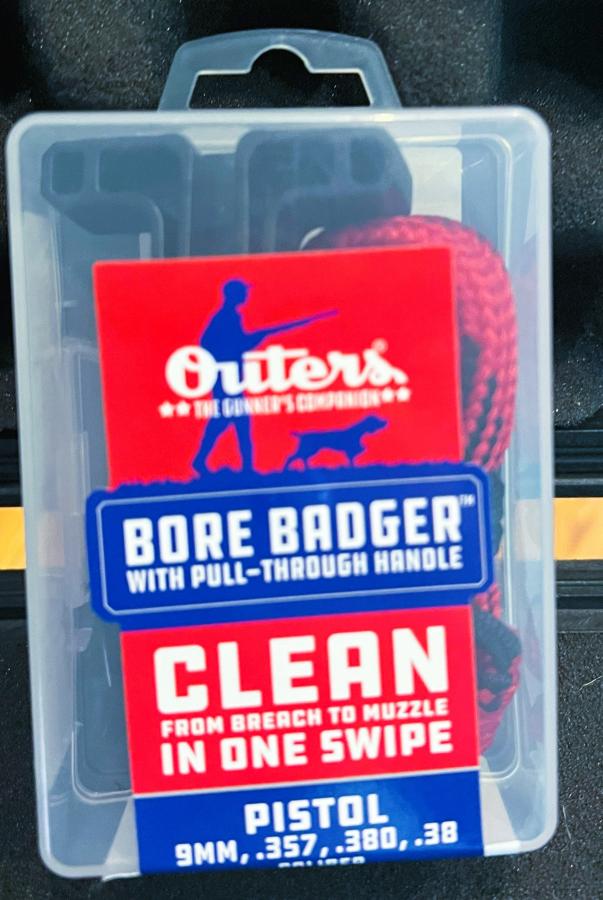 Outers®
★★ THE GUNNER'S COMPANION ★★
BORE BADGER™
WITH PULL-THROUGH HANDLE
CLEAN
FROM BREACH TO MUZZLE
IN ONE SWIPE
PISTOL
9MM, .357, .380, .38
CALIBER